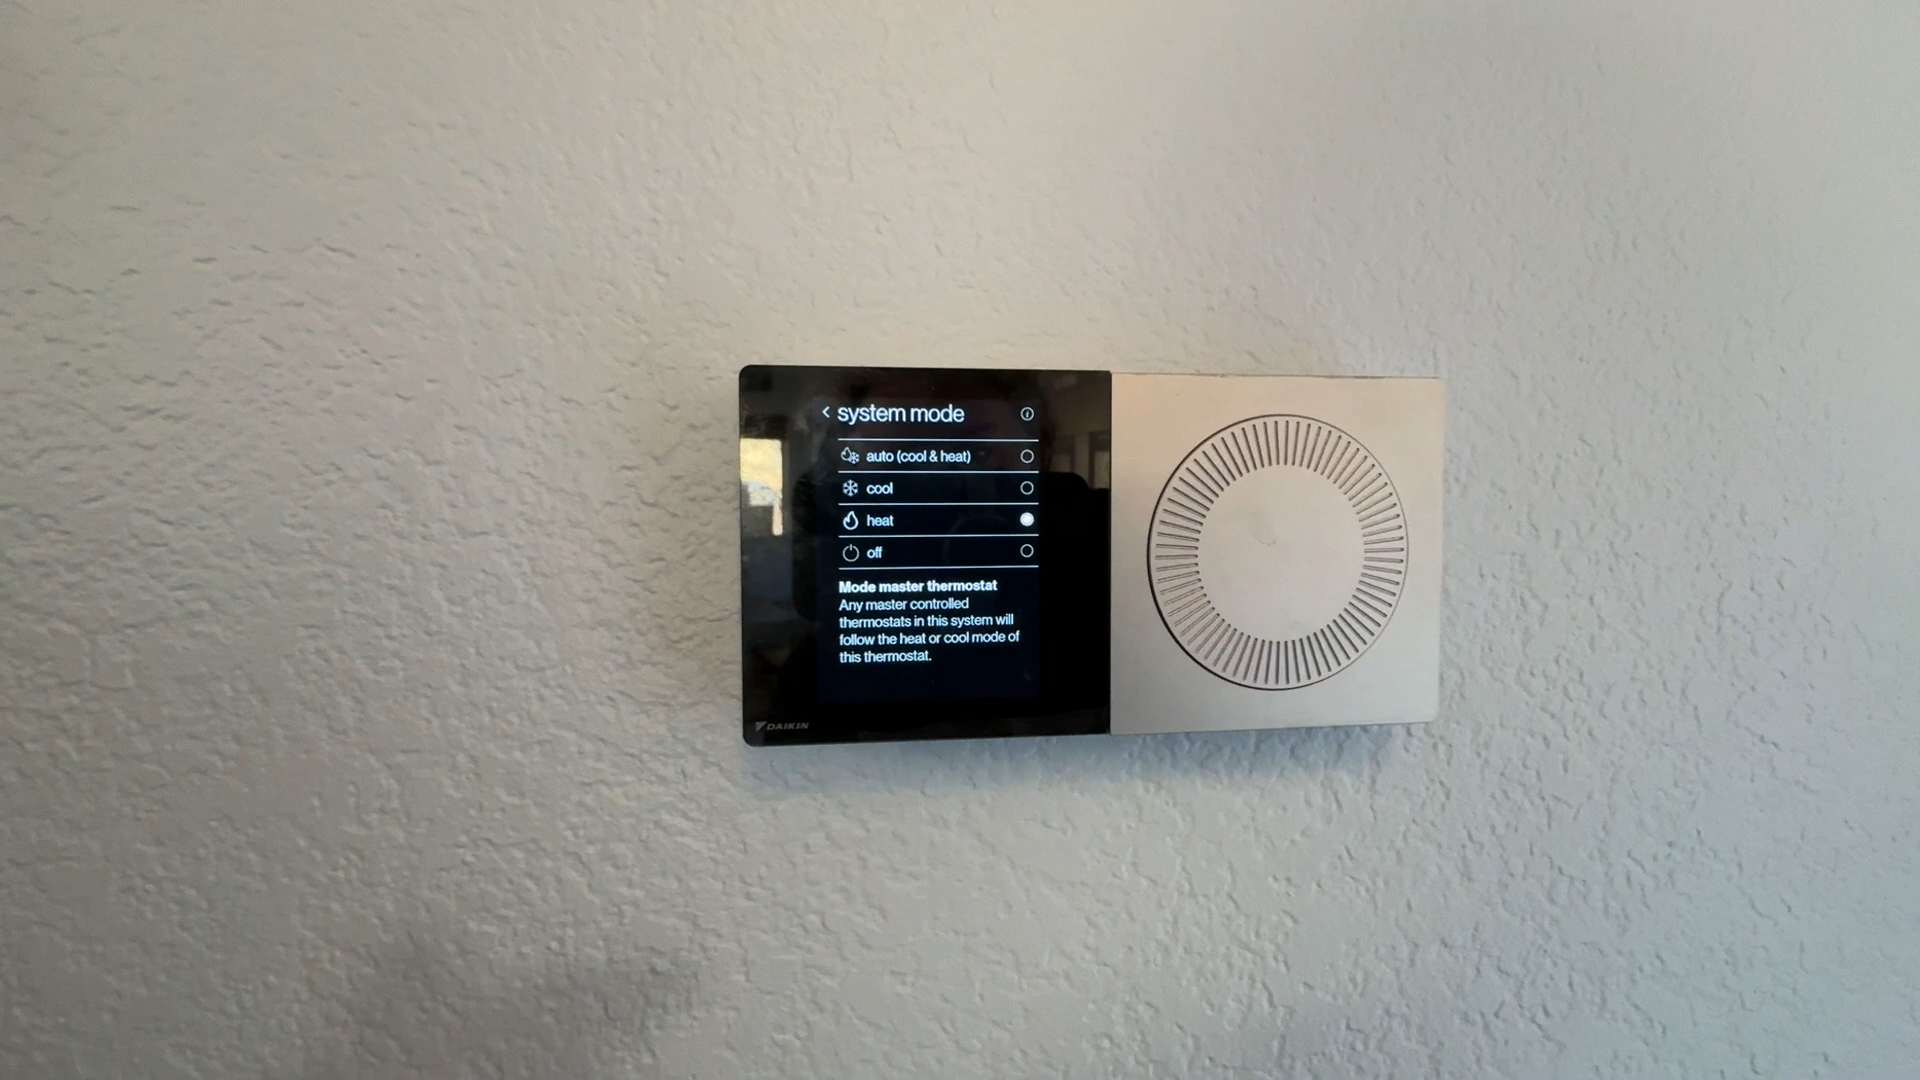 < system mode
auto (cool & heat)
cool
heat
off
Mode master thermostat
Any master controlled
thermostats in this system will
follow the heat or cool mode of
this thermostat.
DAIKIN